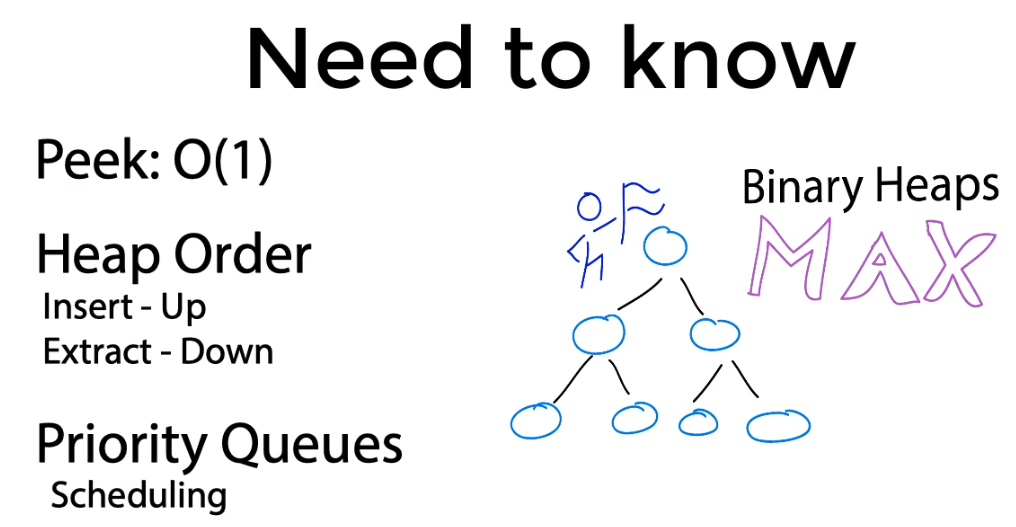 Need to know
Peek: O(1)
Heap Order
Insert - Up
Extract - Down
Priority Queues
Scheduling
Binary Heaps
MAX